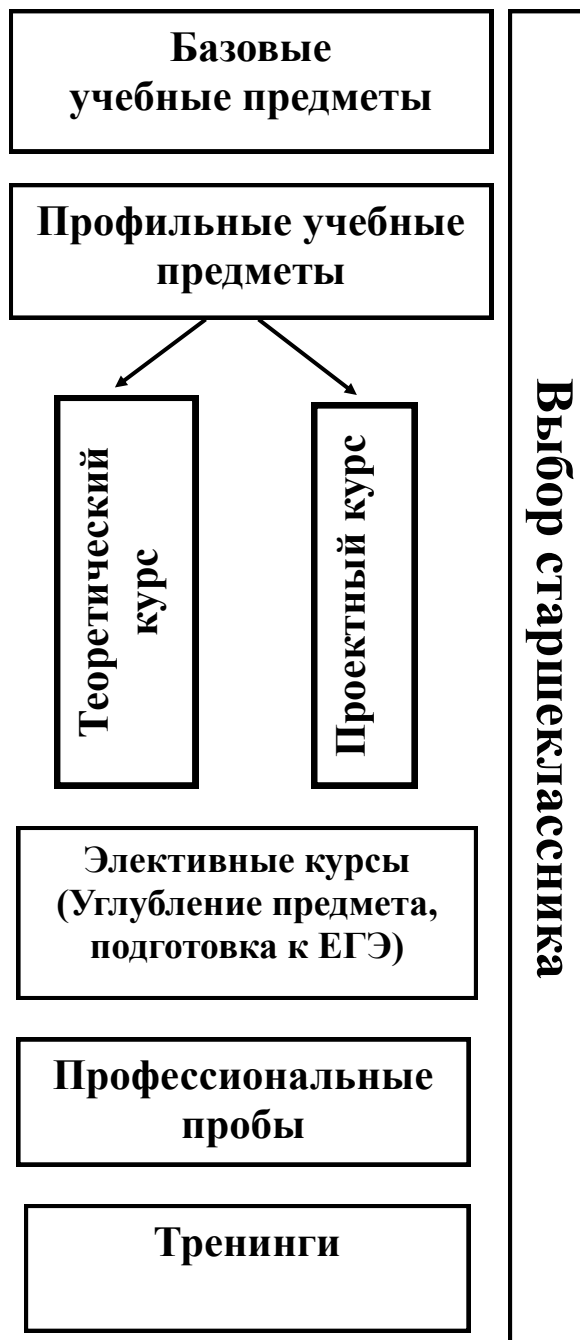 Базовые
учебные предметы
Профильные учебные
предметы
Теоретический
курс
Проектный курс
Элективные курсы
(Углубление предмета,
подготовка к ЕГЭ)
Профессиональные
пробы
Тренинги
Выбор старшеклассника